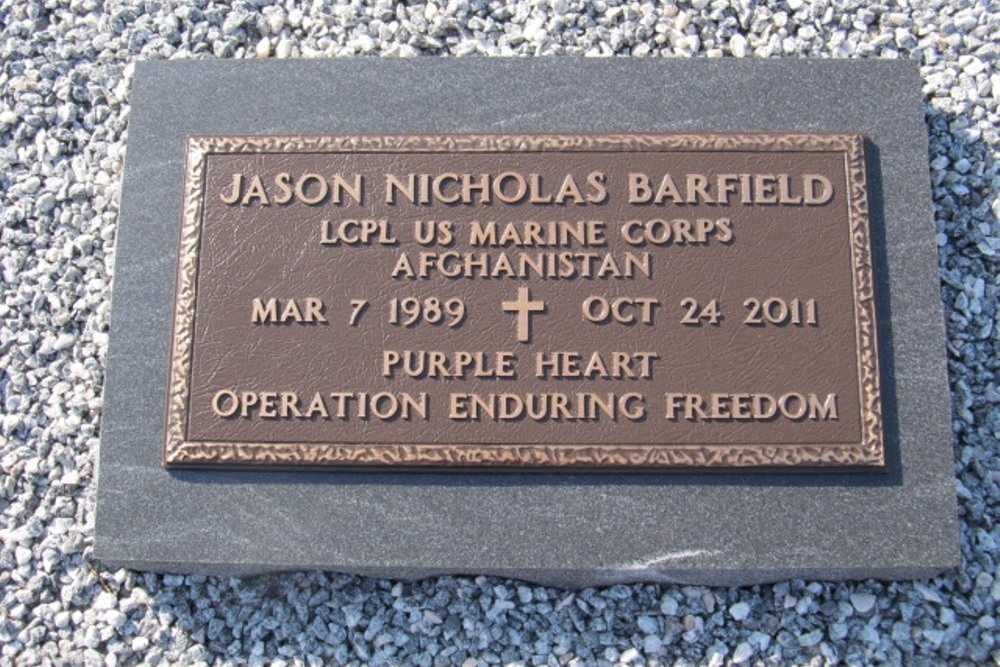 JASON NICHOLAS BARFIELD
LCPL US MARINE CORPS
AFGHANISTAN
MAR 7 1989 ✝ OCT 24 2011
PURPLE HEART
OPERATION ENDURING FREEDOM